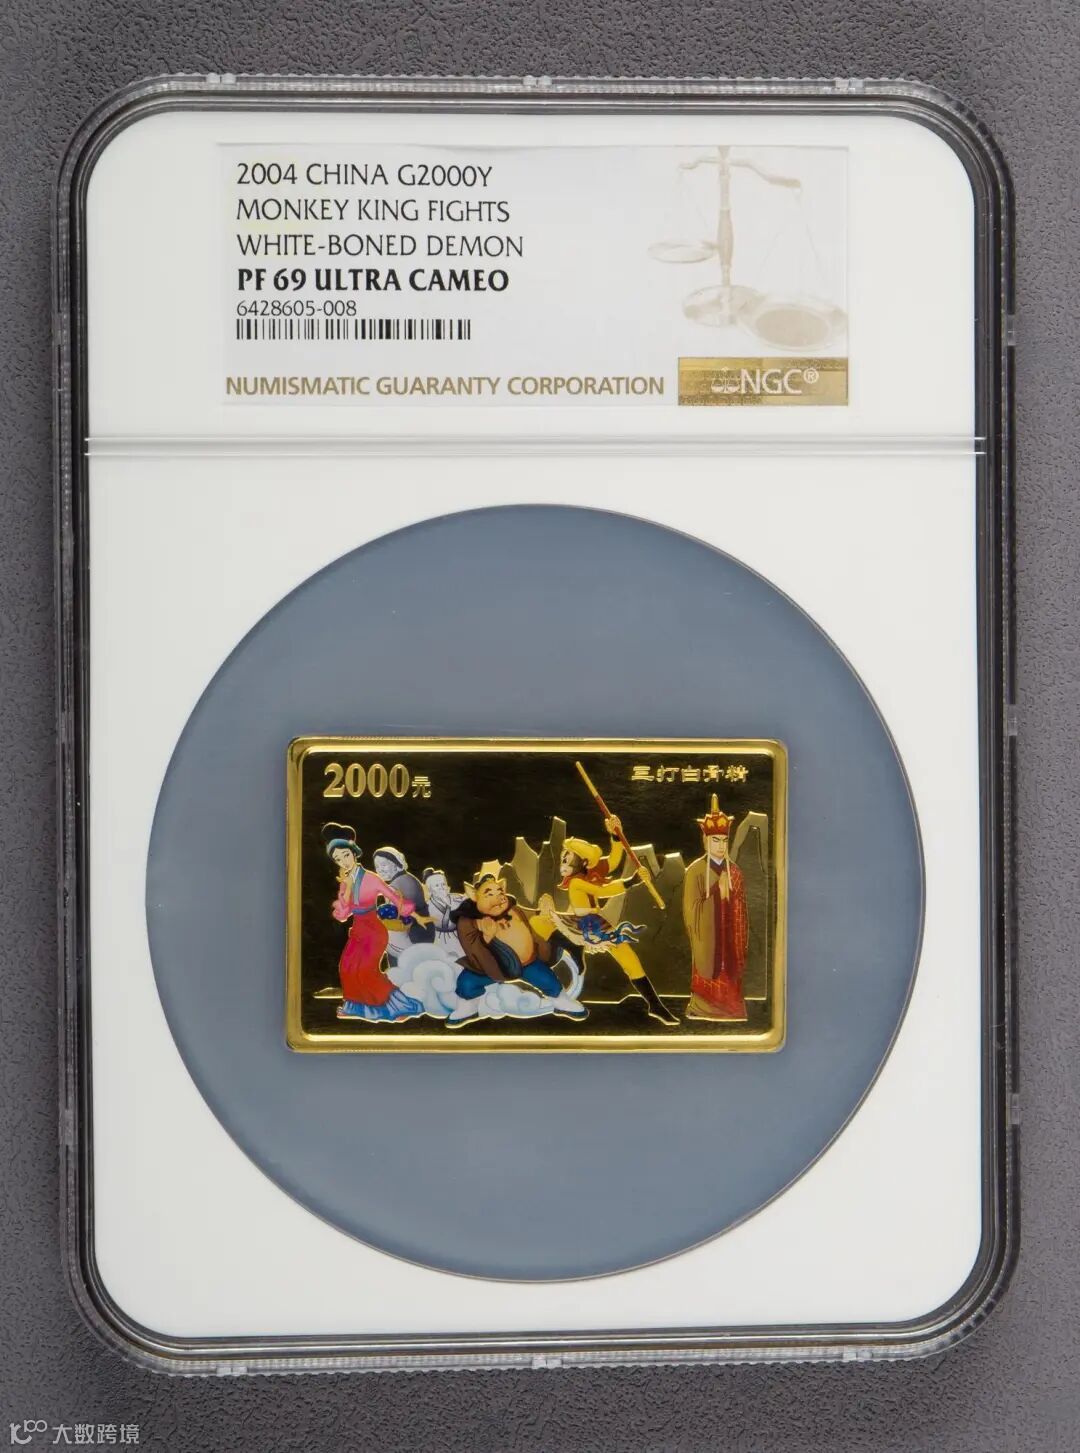 2004 CHINA G2000Y
MONKEY KING FIGHTS
WHITE-BONED DEMON
PF 69 ULTRA CAMEO
6428605-008
NUMISMATIC GUARANTY CORPORATION
NGC®
2000元
三打白骨精
大数跨境